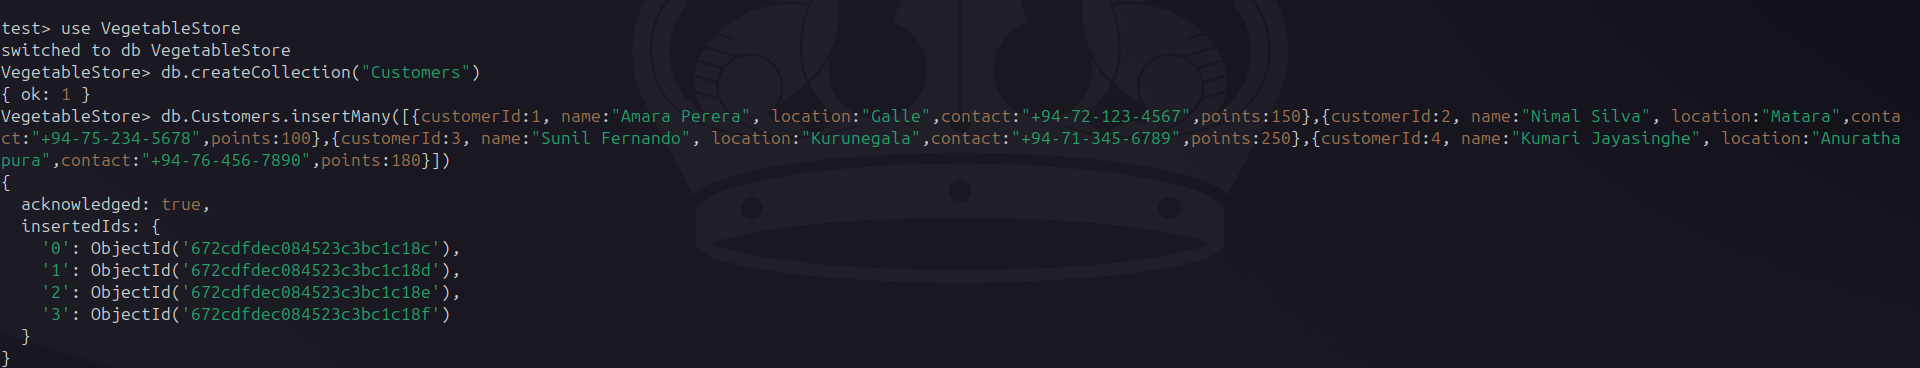 test> use VegetableStore
switched to db VegetableStore
VegetableStore> db.createCollection("Customers")
{ ok: 1 }
VegetableStore> db.Customers.insertMany([{customerId:1, name:"Amara Perera", location:"Galle",contact:"+94-72-123-4567",points:150},{customerId:2, name:"Nimal Silva", location:"Matara",conta
ct:"+94-75-234-5678",points:100},{customerId:3, name:"Sunil Fernando", location:"Kurunegala",contact:"+94-71-345-6789",points:250},{customerId:4, name:"Kumari Jayasinghe", location:"Anuratha
pura",contact:"+94-76-456-7890",points:180}])
{
  acknowledged: true,
  insertedIds: {
    '0': ObjectId('672cdfdec084523c3bc1c18c'),
    '1': ObjectId('672cdfdec084523c3bc1c18d'),
    '2': ObjectId('672cdfdec084523c3bc1c18e'),
    '3': ObjectId('672cdfdec084523c3bc1c18f')
  }
}